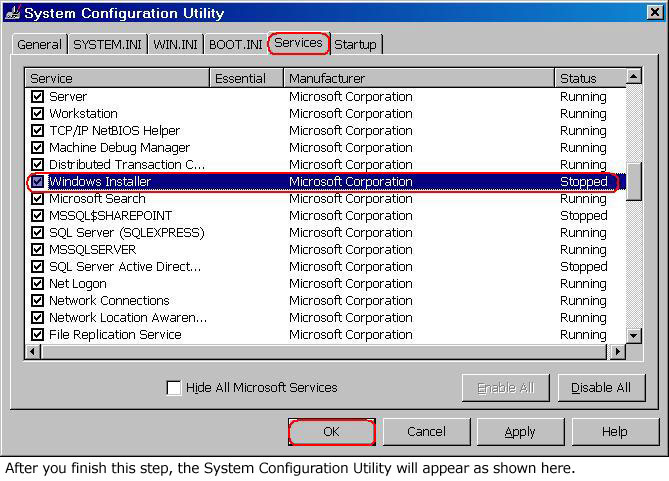 System Configuration Utility
General SYSTEM.INI WIN.INI BOOT.INI Services Startup
Service Essential Manufacturer Status
Server Microsoft Corporation Running
Workstation Microsoft Corporation Running
TCP/IP NetBIOS Helper Microsoft Corporation Running
Machine Debug Manager Microsoft Corporation Running
Distributed Transaction C... Microsoft Corporation Running
Windows Installer Microsoft Corporation Stopped
Microsoft Search Microsoft Corporation Running
MSSQL$SHAREPOINT Microsoft Corporation Stopped
SQL Server (SQLEXPRESS) Microsoft Corporation Running
MSSQLSERVER Microsoft Corporation Running
SQL Server Active Direct... Microsoft Corporation Stopped
Net Logon Microsoft Corporation Running
Network Connections Microsoft Corporation Running
Network Location Awaren... Microsoft Corporation Running
File Replication Service Microsoft Corporation Running
Hide All Microsoft Services Enable All Disable All
OK Cancel Apply Help
After you finish this step, the System Configuration Utility will appear as shown here.